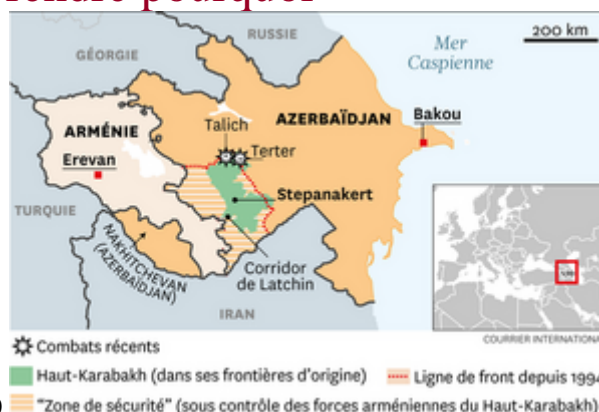 RUSSIE
200 km
GÉORGIE
Mer
Caspienne
AZERBAÏDJAN
Bakou
ARMÉNIE
Talich
Terter
Erevan
Stepanakert
TURQUIE
NAKHITCHEVAN
(AZERBAÏDJAN)
Corridor
de Latchin
IRAN
COURRIER INTERNATIONA
Combats récents
Haut-Karabakh (dans ses frontières d'origine)
Ligne de front depuis 1994
"Zone de sécurité" (sous contrôle des forces arméniennes du Haut-Karabakh)